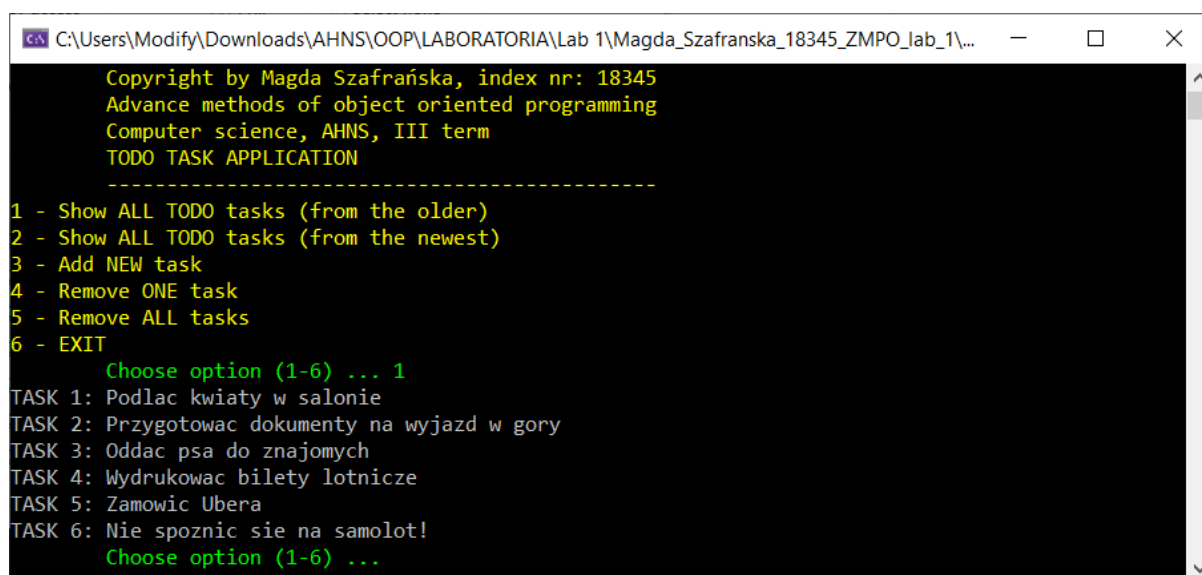 C:\Users\Modify\Downloads\AHNS\OOP\LABORATORIA\Lab 1\Magda_Szafranska_18345_ZMPO_lab_1\...
Copyright by Magda Szafrańska, index nr: 18345
Advance methods of object oriented programming
Computer science, AHNS, III term
TODO TASK APPLICATION
----------------------------------------------
1 - Show ALL TODO tasks (from the older)
2 - Show ALL TODO tasks (from the newest)
3 - Add NEW task
4 - Remove ONE task
5 - Remove ALL tasks
6 - EXIT
Choose option (1-6) ... 1
TASK 1: Podlac kwiaty w salonie
TASK 2: Przygotowac dokumenty na wyjazd w gory
TASK 3: Oddac psa do znajomych
TASK 4: Wydrukowac bilety lotnicze
TASK 5: Zamowic Ubera
TASK 6: Nie spoznic sie na samolot!
Choose option (1-6) ...